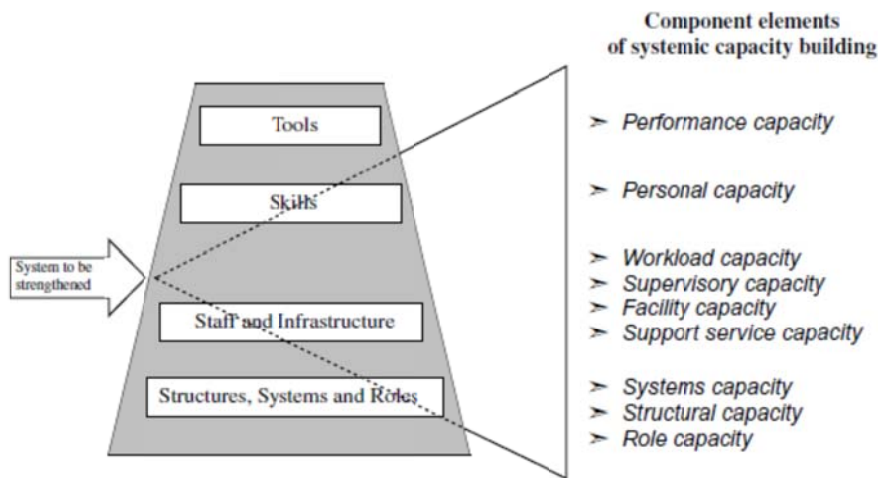 Component elements
of systemic capacity building
Tools
Skills
System to be
strengthened
Staff and Infrastructure
Structures, Systems and Roles
➢ Performance capacity
➢ Personal capacity
➢ Workload capacity
➢ Supervisory capacity
➢ Facility capacity
➢ Support service capacity
➢ Systems capacity
➢ Structural capacity
➢ Role capacity